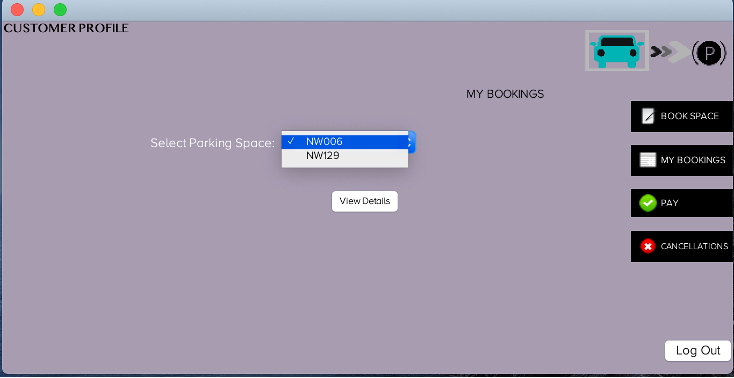 CUSTOMER PROFILE
(P)
MY BOOKINGS
BOOK SPACE
Select Parking Space:
✓ NW006
NW129
MY BOOKINGS
View Details
PAY
CANCELLATIONS
Log Out